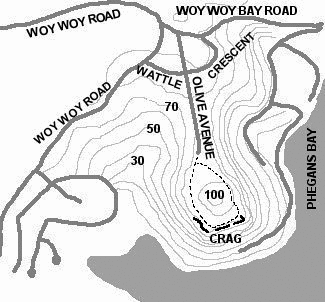 WOY WOY ROAD
WOY WOY BAY ROAD
WATTLE CRESCENT
OLIVE AVENUE
WOY WOY ROAD
70
50
30
100
CRAG
PHEGANS BAY